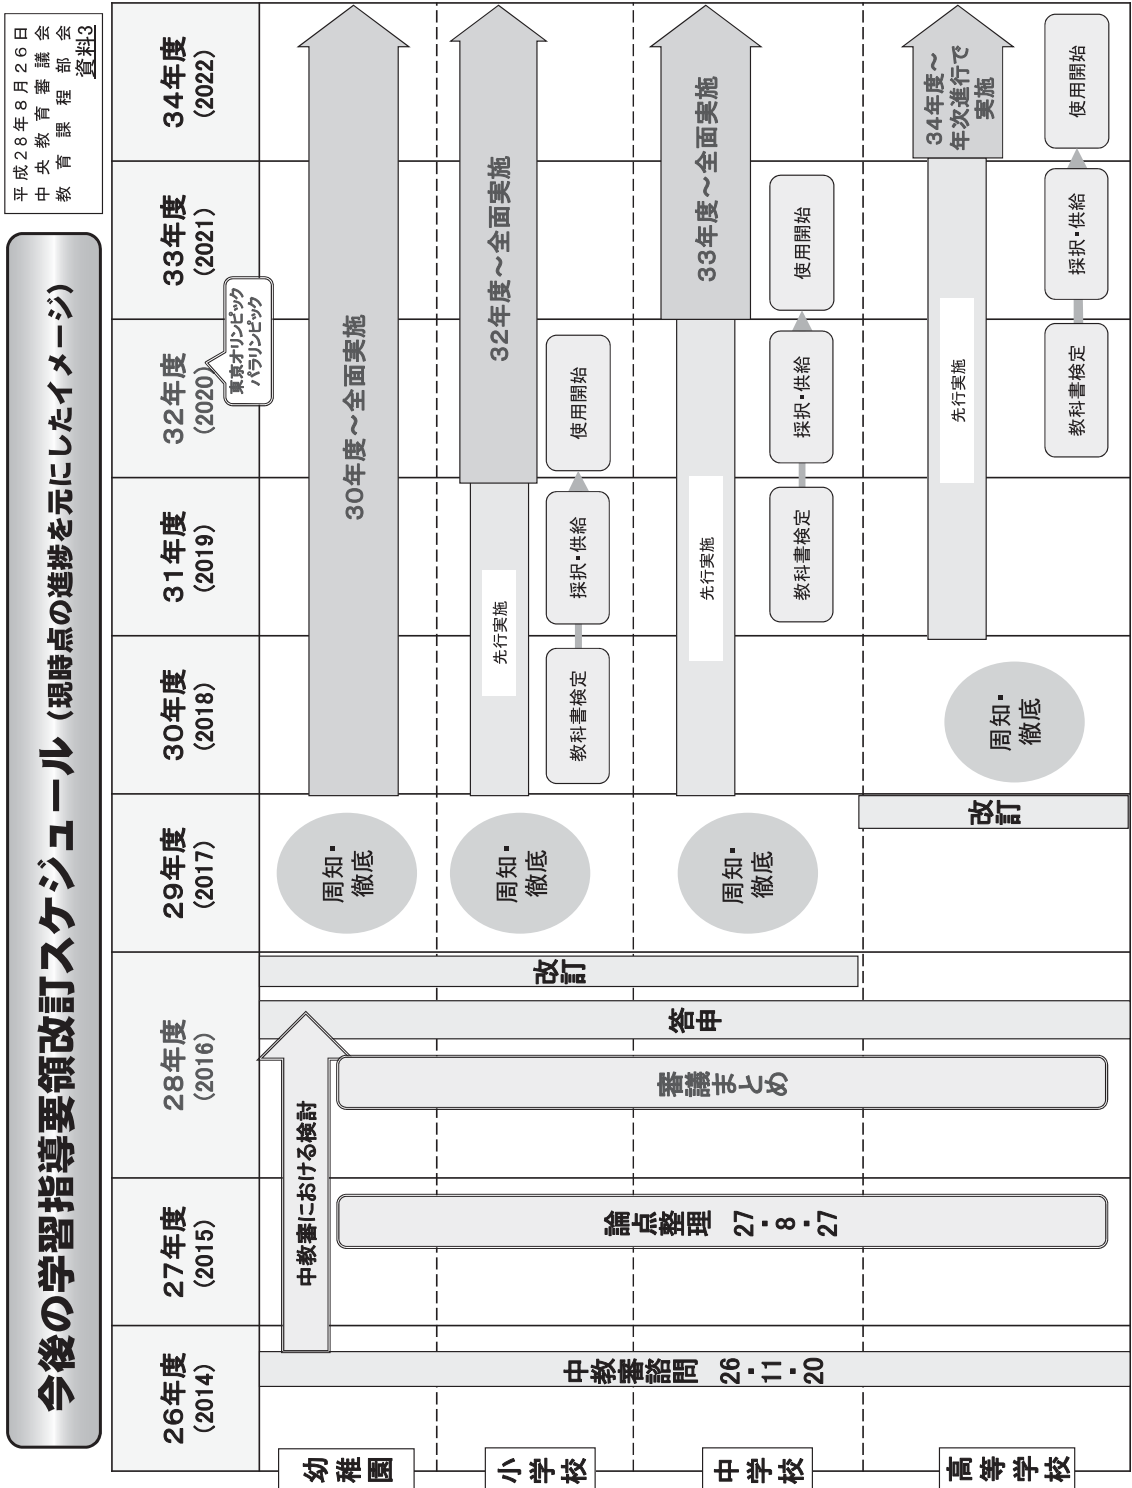 平成28年8月26日
中央教育審議会
教育課程部会
資料3
今後の学習指導要領改訂スケジュール（現時点の進捗を元にしたイメージ）
26年度
(2014)
27年度
(2015)
28年度
(2016)
29年度
(2017)
30年度
(2018)
31年度
(2019)
32年度
(2020)
33年度
(2021)
34年度
(2022)
東京オリンピック
パラリンピック
中教審諮問 26・11・20
中教審における検討
論点整理 27・8・27
審議まとめ
答申
改訂
幼稚園
周知・
徹底
30年度～全面実施
小学校
周知・
徹底
先行実施
32年度～全面実施
教科書検定
採択・供給
使用開始
中学校
周知・
徹底
先行実施
33年度～全面実施
教科書検定
採択・供給
使用開始
高等学校
改訂
周知・
徹底
先行実施
34年度～
年次進行で
実施
教科書検定
採択・供給
使用開始